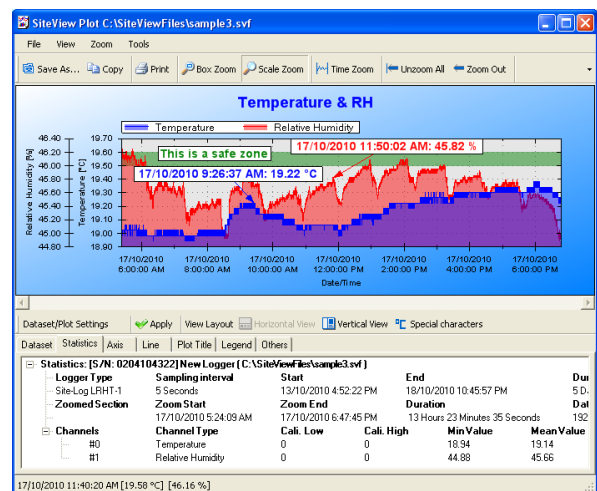 SiteView Plot C:\SiteViewFiles\sample3.svf
File View Zoom Tools
Save As... Copy Print Box Zoom Scale Zoom Time Zoom Unzoom All Zoom Out
Temperature & RH
Temperature Relative Humidity
46.40 19.70
46.20 19.60
46.00 19.50
45.80 19.40
45.60 19.30
45.40 19.20
45.20 19.10
45.00 19.00
44.80 18.90
Relative Humidity [%]
Temperature [°C]
This is a safe zone
17/10/2010 11:50:02 AM: 45.82 %
17/10/2010 9:26:37 AM: 19.22 °C
17/10/2010 17/10/2010 17/10/2010 17/10/2010 17/10/2010 17/10/2010 17/10/2010
6:00:00 AM 8:00:00 AM 10:00:00 AM 12:00:00 PM 2:00:00 PM 4:00:00 PM 6:00:00 PM
Date/Time
Dataset/Plot Settings Apply View Layout Horizontal View Vertical View °C Special characters
Dataset Statistics Axis Line Plot Title Legend Others
Statistics: [S/N: 0204104322] New Logger ( C:\SiteViewFiles\sample3.svf )
Logger Type Sampling interval Start End Dur
Site-Log LRHT-1 5 Seconds 13/10/2010 4:52:22 PM 18/10/2010 10:45:57 PM 5 D
Zoomed Section Zoom Start Zoom End Duration Dat
17/10/2010 5:24:09 AM 17/10/2010 6:47:45 PM 13 Hours 23 Minutes 35 Seconds 192
Channels Channel Type Cali. Low Cali. High Min Value Mean Value
#0 Temperature 0 0 18.94 19.14
#1 Relative Humidity 0 0 44.88 45.66
17/10/2010 11:40:20 AM [19.58 °C] [46.16 %]